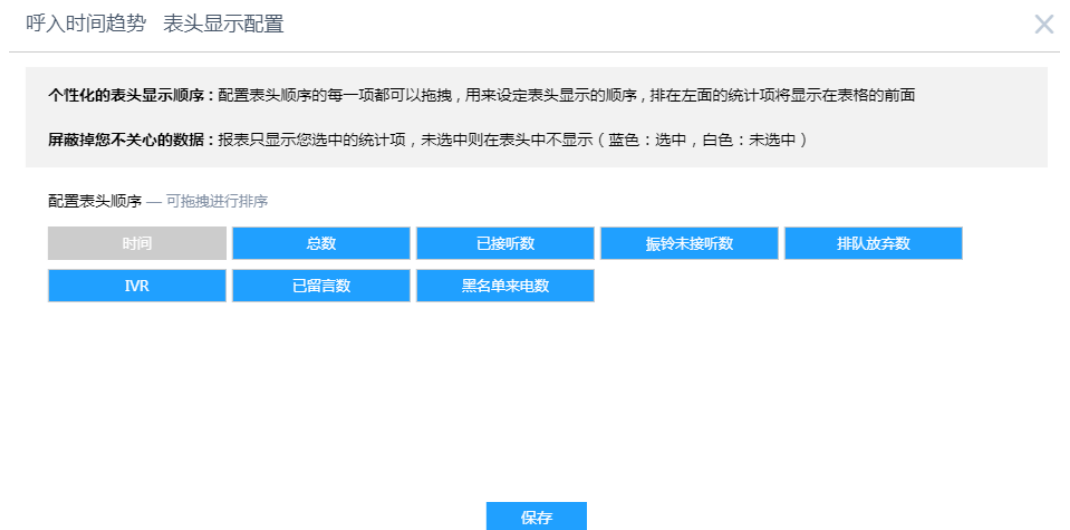 呼入时间趋势 表头显示配置
个性化的表头显示顺序：配置表头顺序的每一项都可以拖拽，用来设定表头显示的顺序，排在左面的统计项将显示在表格的前面
屏蔽掉您不关心的数据：报表只显示您选中的统计项，未选中则在表头中不显示（蓝色：选中，白色：未选中）
配置表头顺序 — 可拖拽进行排序
时间 总数 已接听数 振铃未接听数 排队放弃数
IVR 已留言数 黑名单来电数
保存